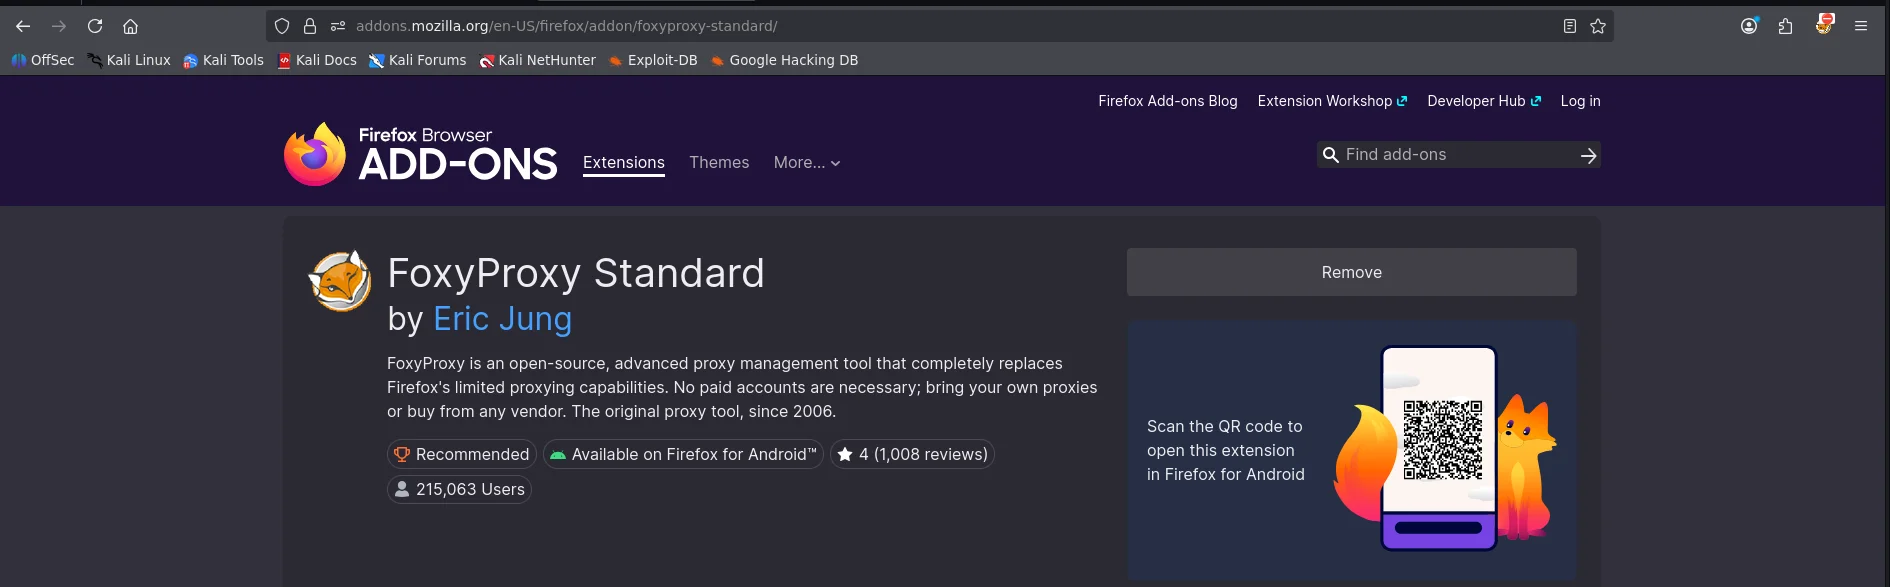 addons.mozilla.org/en-US/firefox/addon/foxyproxy-standard/
OffSec Kali Linux Kali Tools Kali Docs Kali Forums Kali NetHunter Exploit-DB Google Hacking DB
Firefox Add-ons Blog Extension Workshop Developer Hub Log in
Firefox Browser
ADD-ONS
Extensions Themes More...
Find add-ons
FoxyProxy Standard
by Eric Jung
FoxyProxy is an open-source, advanced proxy management tool that completely replaces
Firefox's limited proxying capabilities. No paid accounts are necessary; bring your own proxies
or buy from any vendor. The original proxy tool, since 2006.
Recommended Available on Firefox for Android™ 4 (1,008 reviews)
215,063 Users
Remove
Scan the QR code to
open this extension
in Firefox for Android